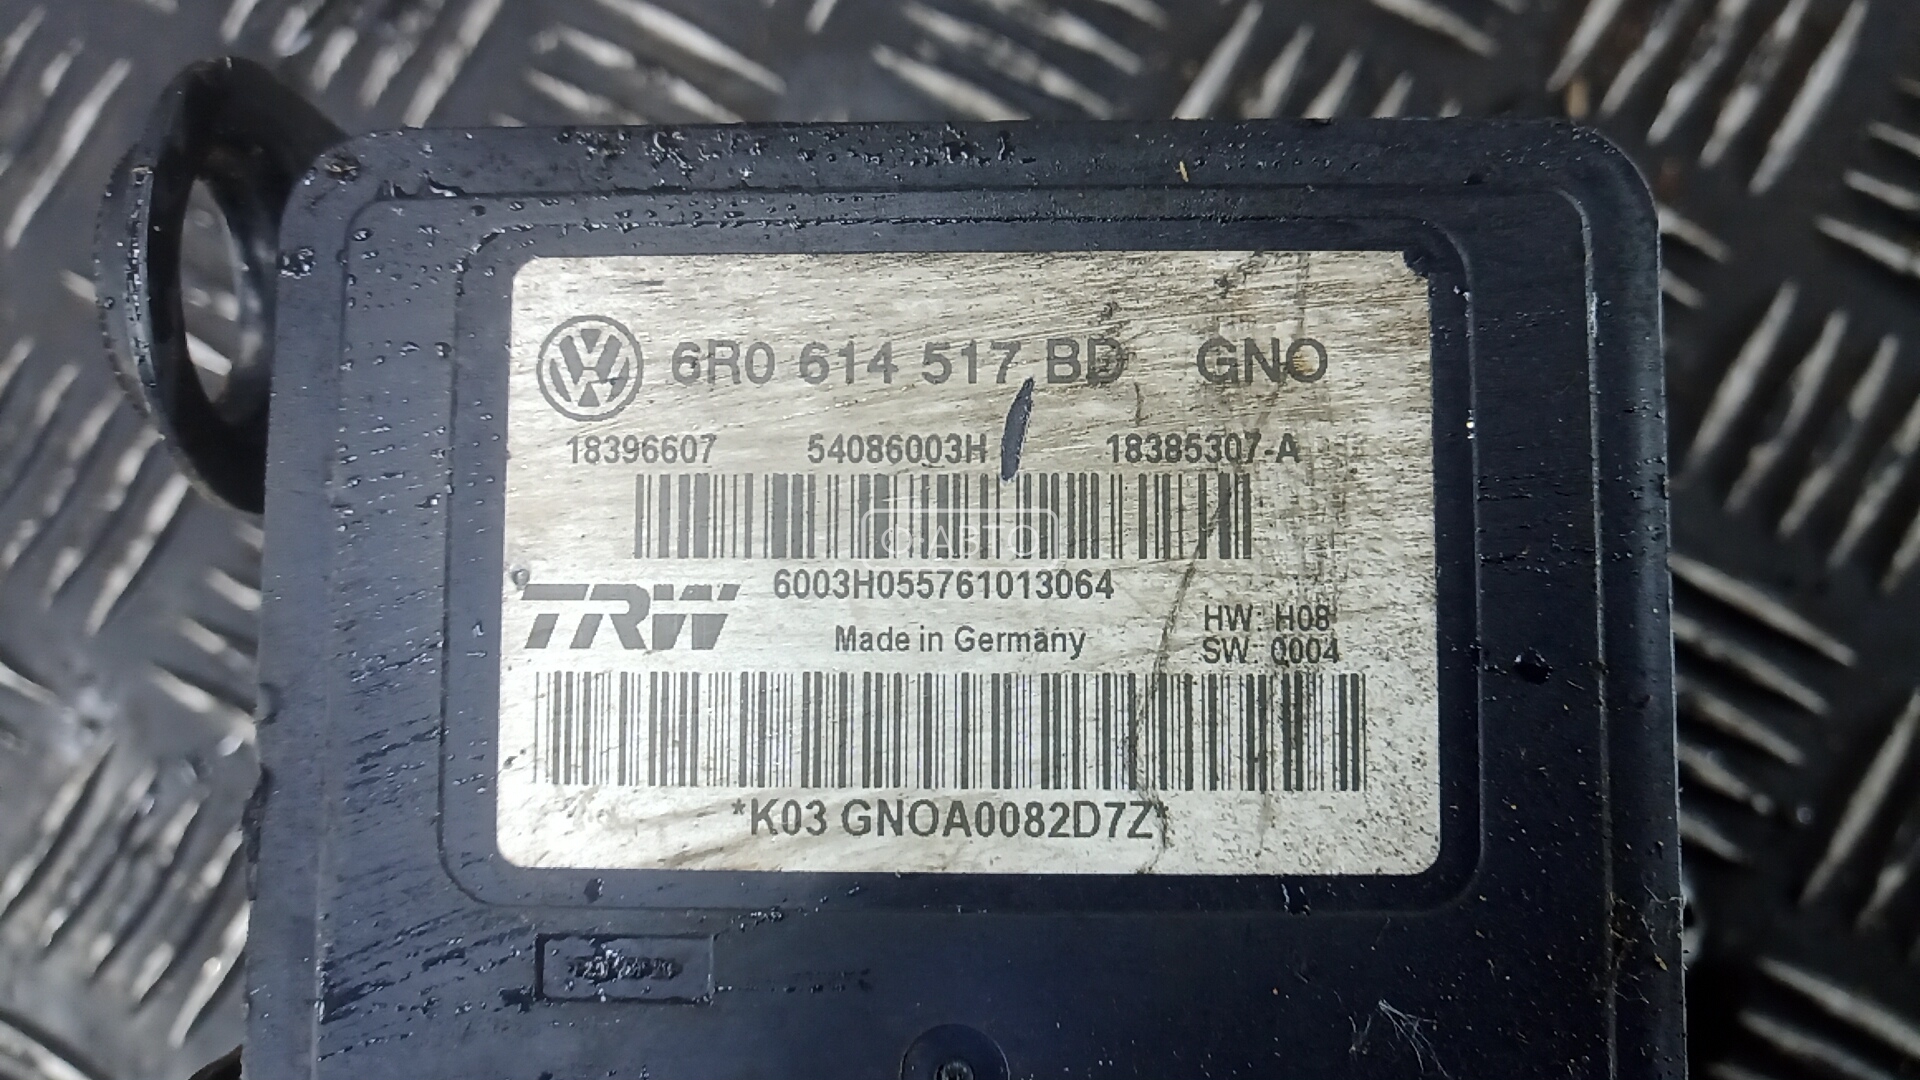 6R0 614 517 BD GNO
18396607 54086003H 18385307-A
С-АВТО
6003H055761013064
TRW
Made in Germany
HW: H08
SW: 0004
*K03 GNOA0082D7Z*